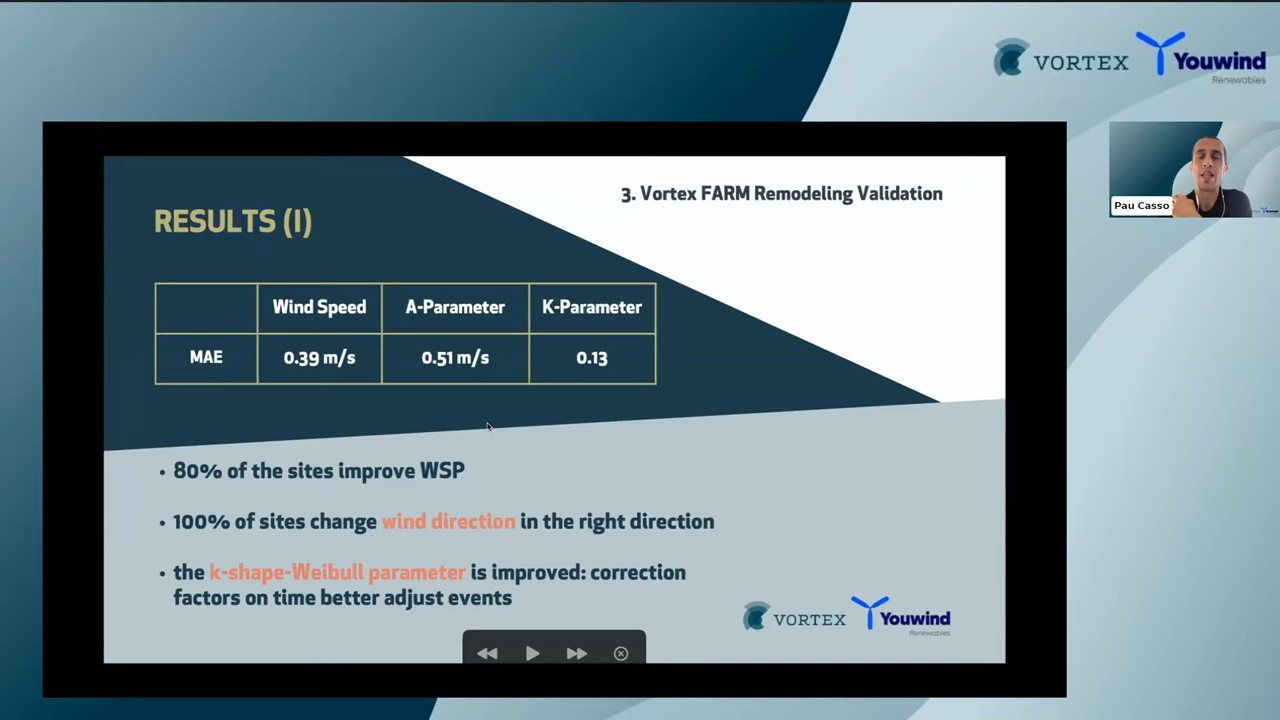 VORTEX
Youwind
Renewables
3. Vortex FARM Remodeling Validation
RESULTS (I)
Wind Speed A-Parameter K-Parameter
MAE 0.39 m/s 0.51 m/s 0.13
• 80% of the sites improve WSP
• 100% of sites change wind direction in the right direction
• the k-shape-Weibull parameter is improved: correction
factors on time better adjust events
VORTEX
Youwind
Renewables
Pau Casso